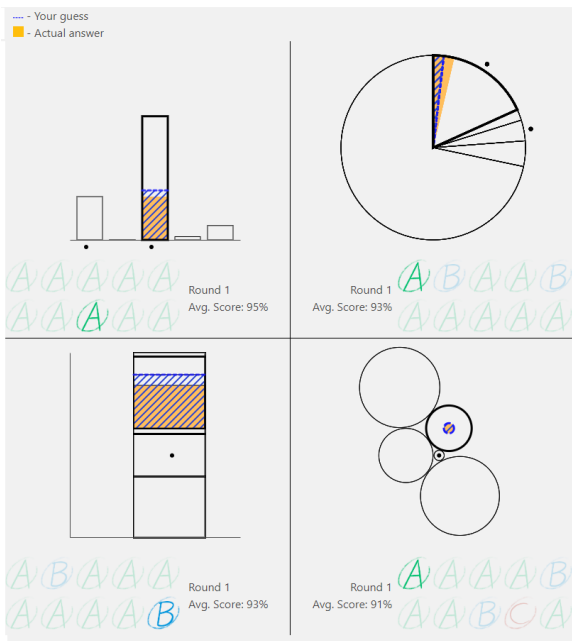 ---- - Your guess
- Actual answer
A A A A A
A A A A A
Round 1
Avg. Score: 95%
A B A A B
A A A A A
Round 1
Avg. Score: 93%
A B A A A
A A A A B
Round 1
Avg. Score: 93%
A A A A B
A A B C A
Round 1
Avg. Score: 91%